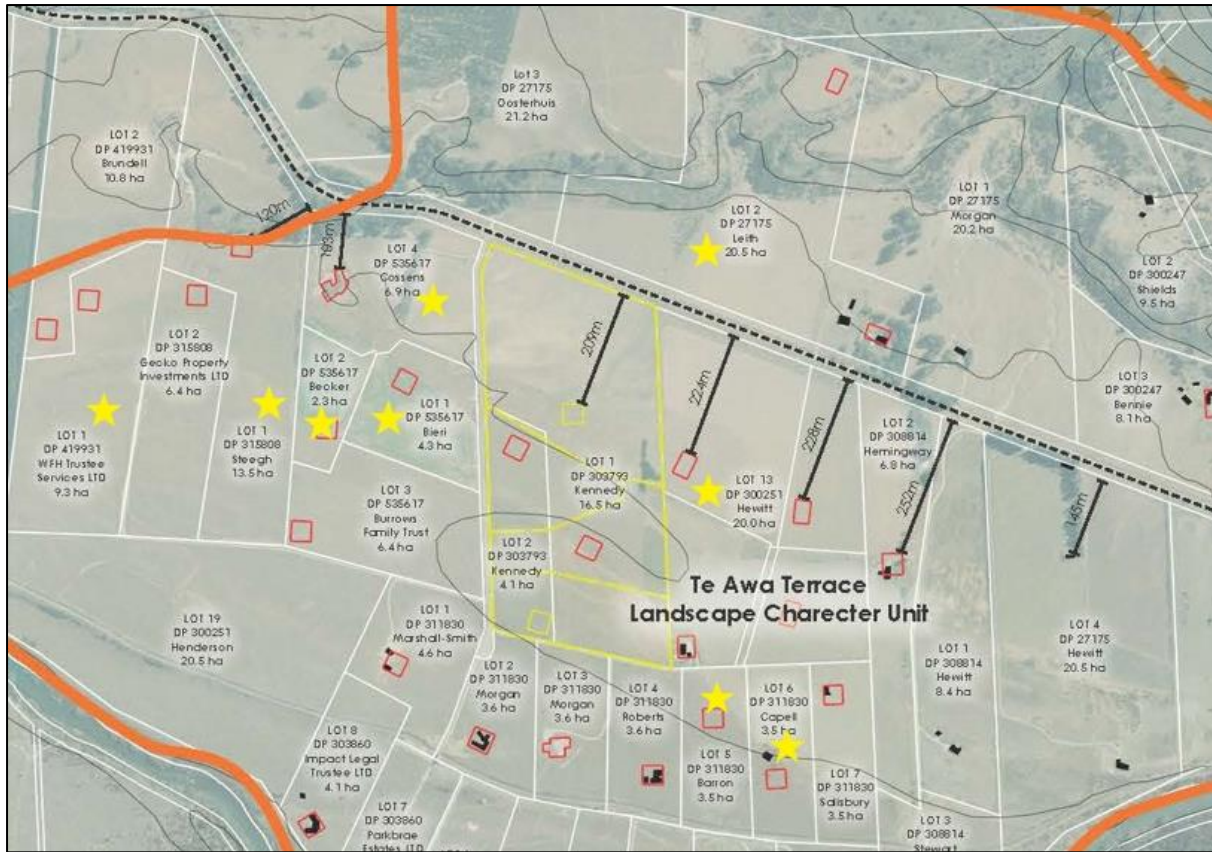 Lot 3
DP 27175
Oosterhuis
21.2 ha
LOT 2
DP 419931
Brundell
10.8 ha
120m
183m
LOT 4
DP 535617
Cossens
6.9 ha
LOT 2
DP 27175
Leith
20.5 ha
LOT 1
DP 27175
Morgan
20.2 ha
LOT 2
DP 300247
Shields
9.5 ha
LOT 3
DP 300247
Bennie
8.1 ha
LOT 2
DP 315808
Gecko Property
Investments LTD
6.4 ha
LOT 2
DP 535617
Becker
2.3 ha
LOT 1
DP 535617
Bieri
4.3 ha
209m
224m
228m
252m
145m
LOT 2
DP 308814
Hemingway
6.8 ha
LOT 1
DP 419931
WFH Trustee
Services LTD
9.3 ha
LOT 1
DP 315808
Steegh
13.5 ha
LOT 3
DP 535617
Burrows
Family Trust
6.4 ha
LOT 1
DP 303793
Kennedy
16.5 ha
LOT 13
DP 300251
Hewitt
20.0 ha
LOT 2
DP 303793
Kennedy
4.1 ha
Te Awa Terrace
Landscape Charecter Unit
LOT 19
DP 300251
Henderson
20.5 ha
LOT 1
DP 311830
Marshall-Smith
4.6 ha
LOT 2
DP 311830
Morgan
3.6 ha
LOT 3
DP 311830
Morgan
3.6 ha
LOT 4
DP 311830
Roberts
3.6 ha
LOT 5
DP 311830
Barron
3.5 ha
LOT 6
DP 311830
Capell
3.5 ha
LOT 7
DP 311830
Salisbury
3.5 ha
LOT 1
DP 308814
Hewitt
8.4 ha
LOT 4
DP 27175
Hewitt
20.5 ha
LOT 8
DP 303860
Impact Legal
Trustee LTD
4.1 ha
LOT 7
DP 303860
Parkbrae
Estates LTD
LOT 3
DP 308814
Stewart